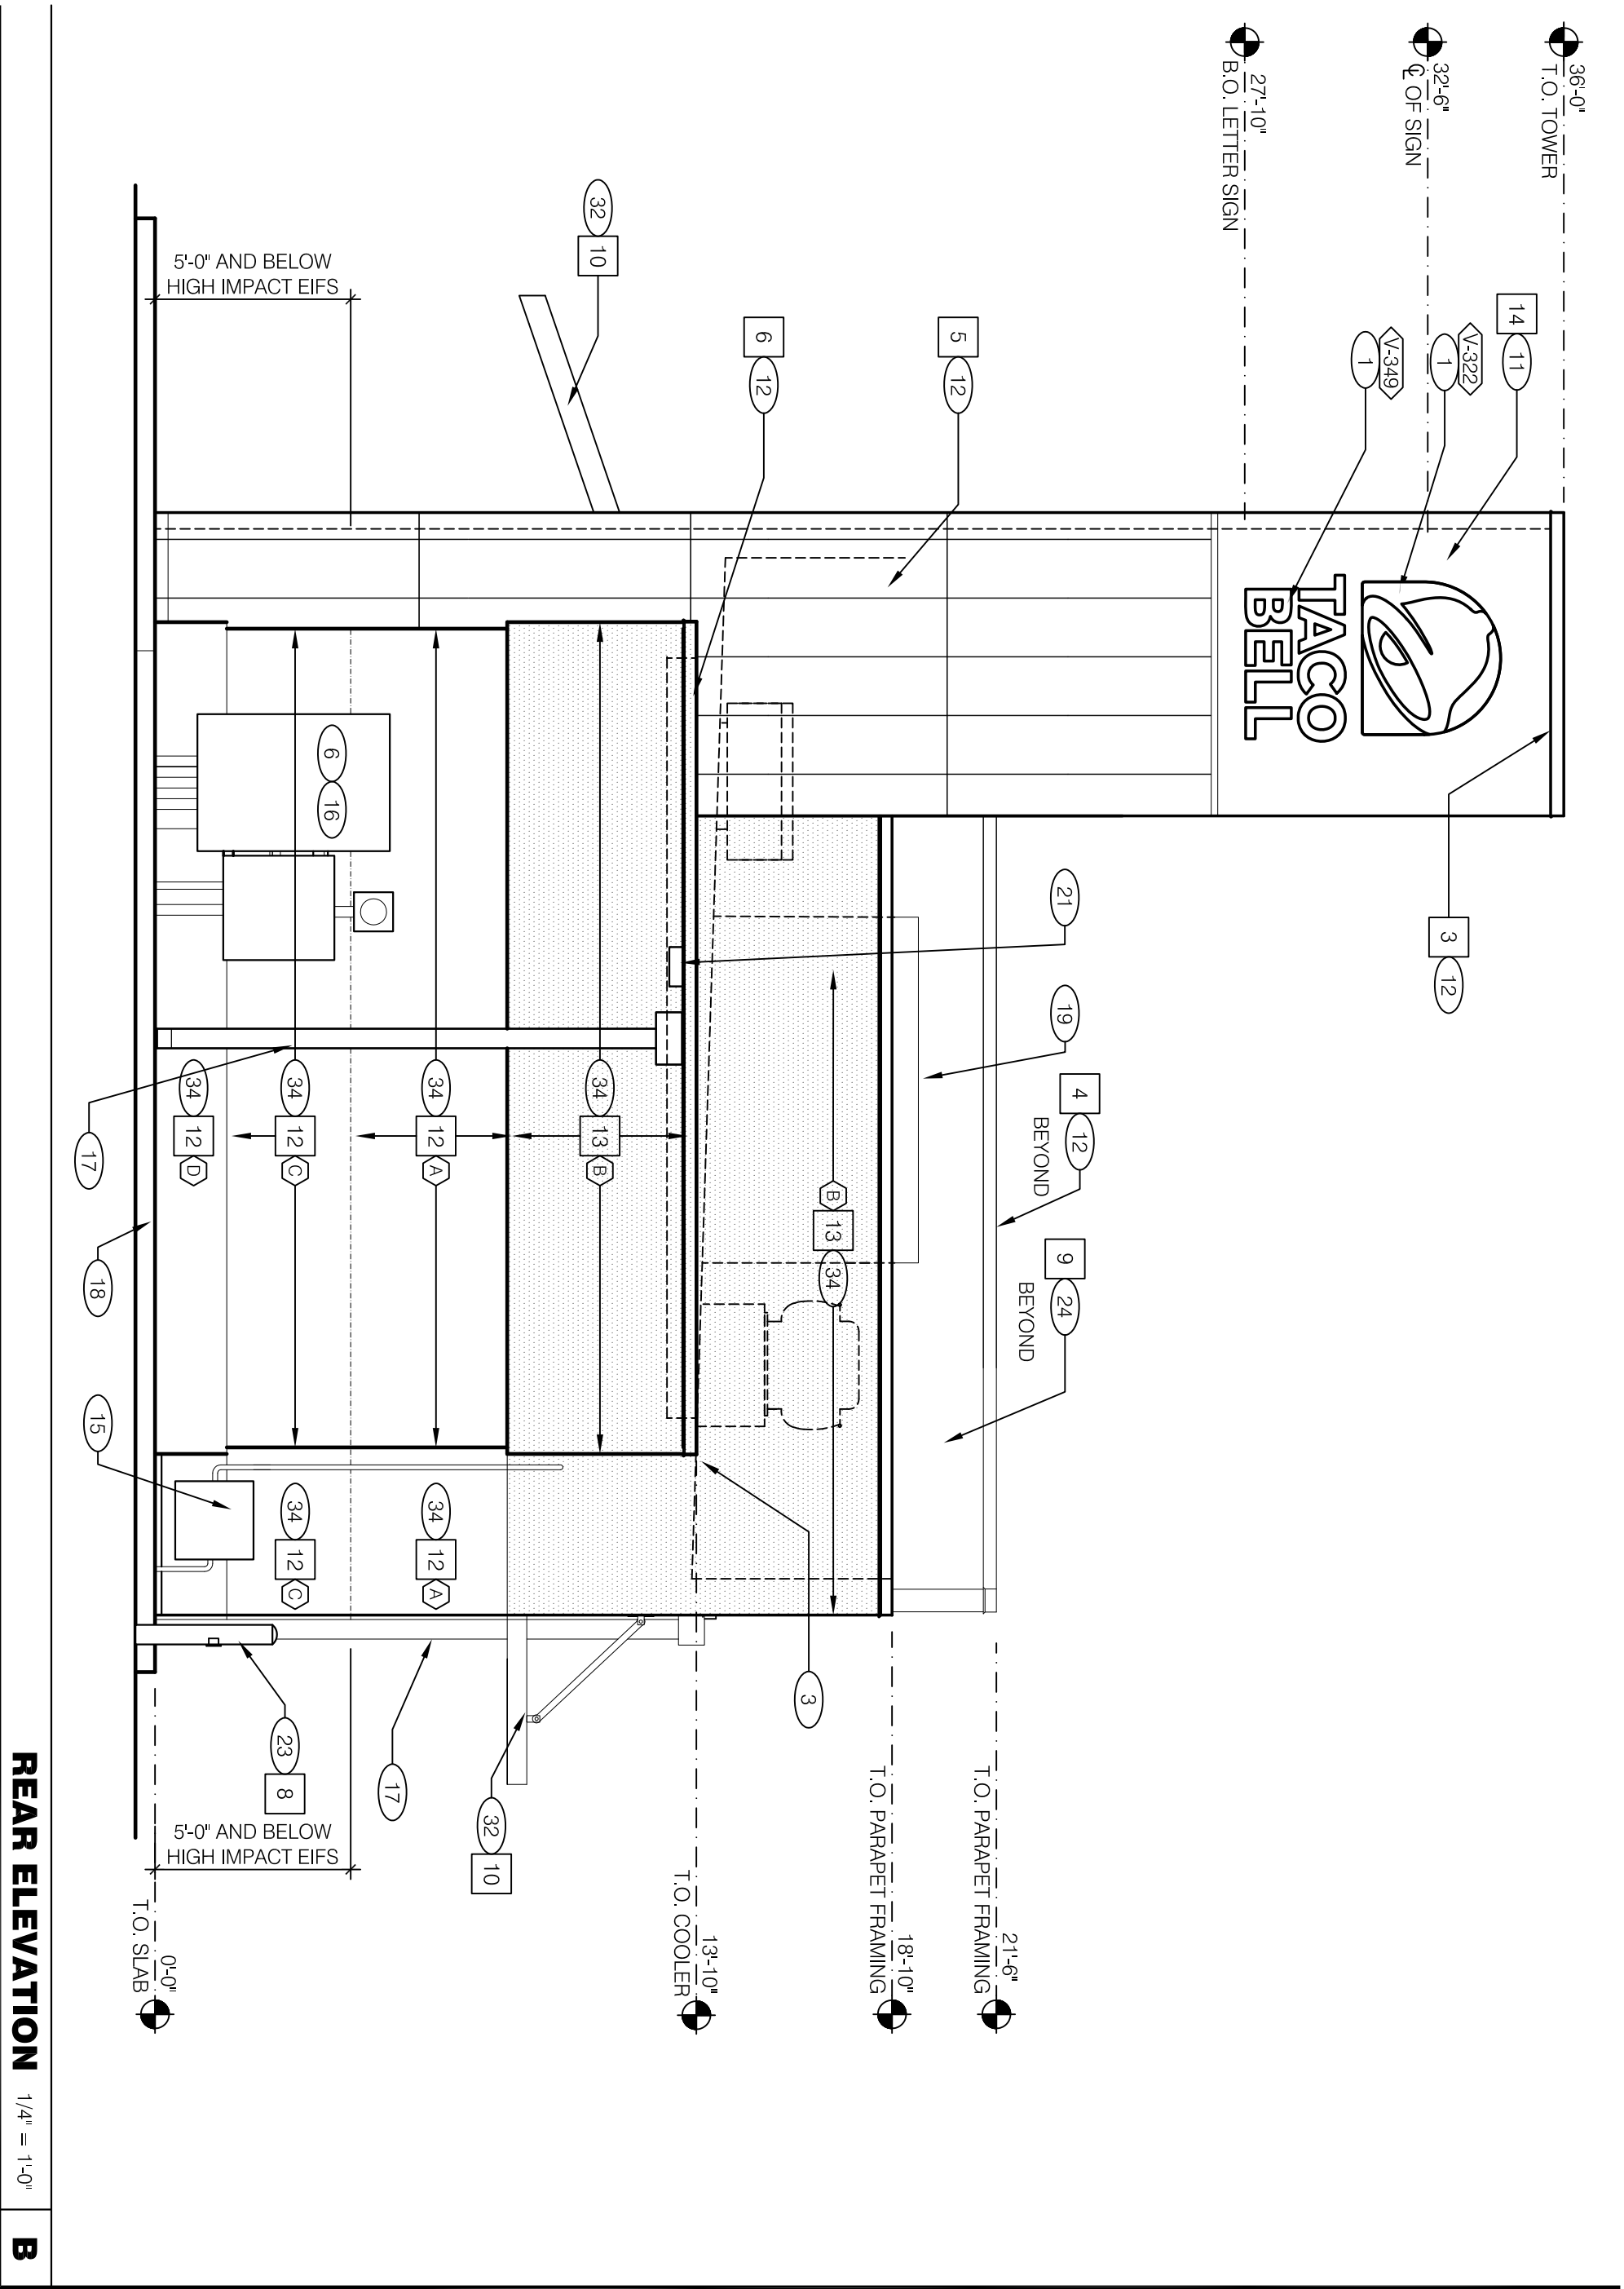 36'-0"
T.O. TOWER
32'-6"
℄ OF SIGN
27'-10"
B.O. LETTER SIGN
14 11
V-322
1
V-349
1
TACO
BELL
3 12
5 12
6 12
32 10
21
19
4 12
BEYOND
9 24
BEYOND
21'-6"
T.O. PARAPET FRAMING
18'-10"
T.O. PARAPET FRAMING
B 13 34
3
13'-10"
T.O. COOLER
34 13 B
32 10
34 12 A
34 12 A
17
6 16
34 12 C
34 12 C
34 12 D
23 8
5'-0" AND BELOW
HIGH IMPACT EIFS
5'-0" AND BELOW
HIGH IMPACT EIFS
0'-0"
T.O. SLAB
17
18
15
REAR ELEVATION 1/4" = 1'-0" B